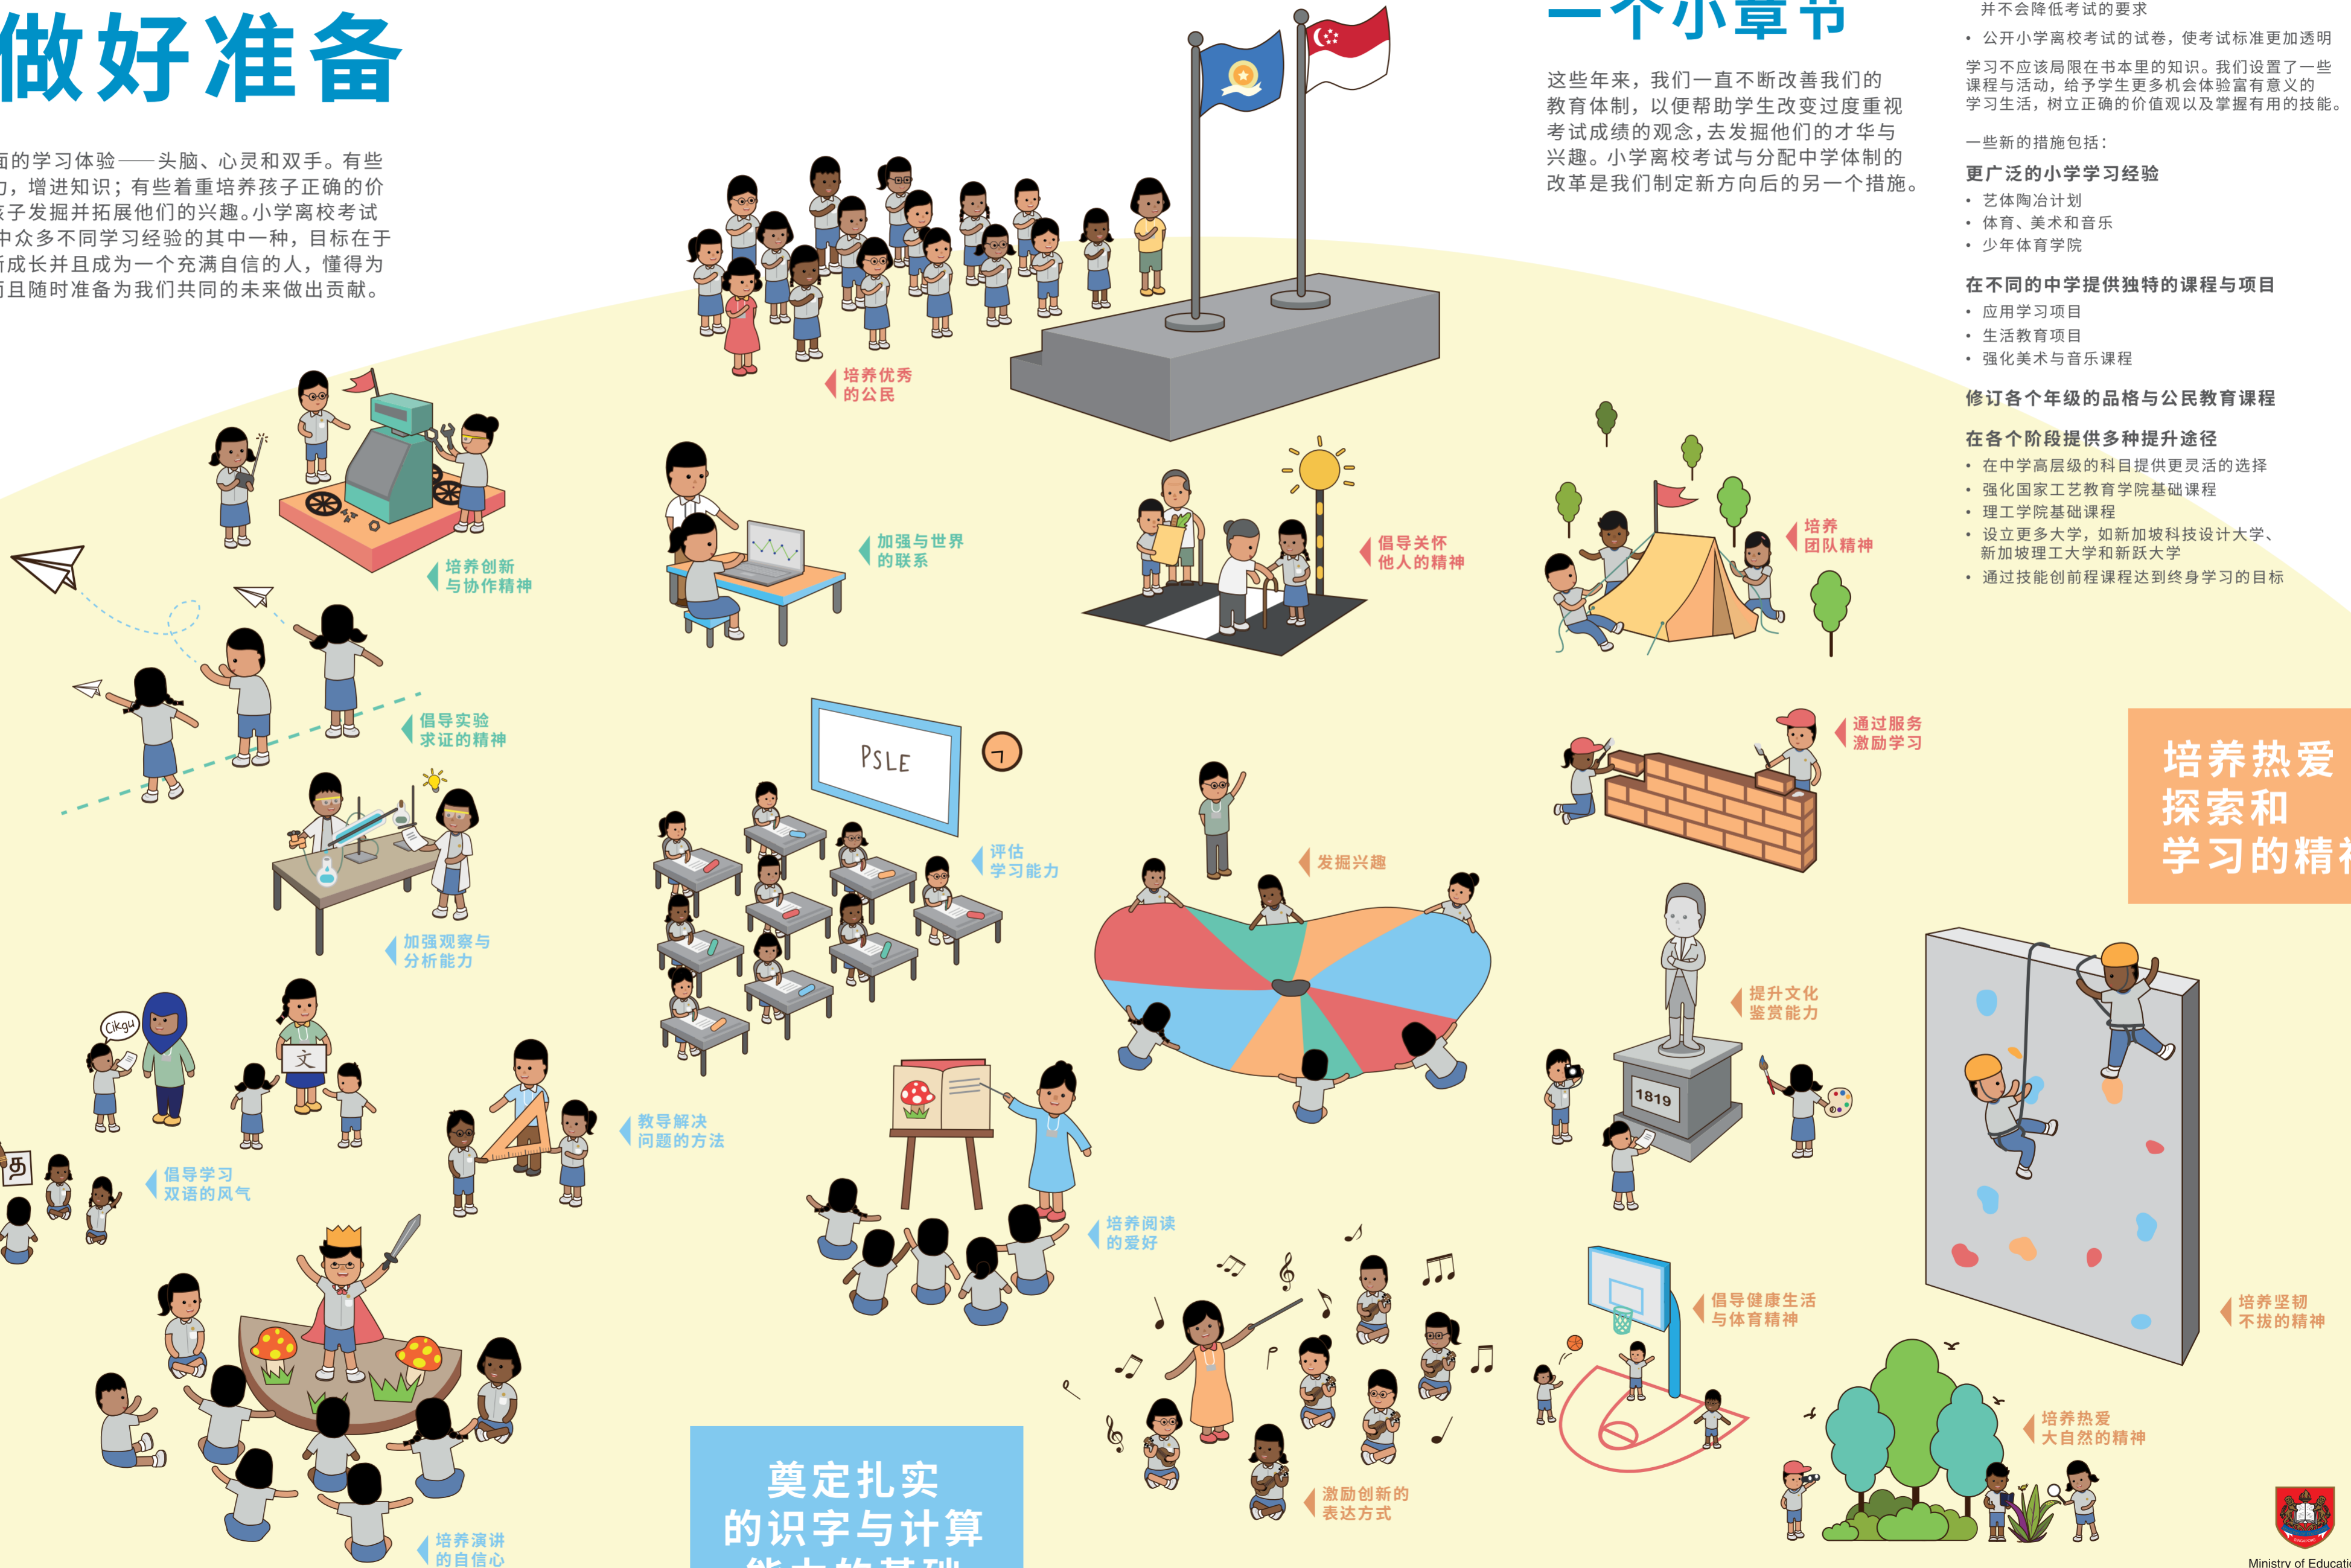 做好准备
面的学习体验——头脑、心灵和双手。有些
力，增进知识；有些着重培养孩子正确的价
孩子发掘并拓展他们的兴趣。小学离校考试
中众多不同学习经验的其中一种，目标在于
断成长并且成为一个充满自信的人，懂得为
而且随时准备为我们共同的未来做出贡献。
一个小章节
这些年来，我们一直不断改善我们的
教育体制，以便帮助学生改变过度重视
考试成绩的观念，去发掘他们的才华与
兴趣。小学离校考试与分配中学体制的
改革是我们制定新方向后的另一个措施。
并不会降低考试的要求
• 公开小学离校考试的试卷，使考试标准更加透明
学习不应该局限在书本里的知识。我们设置了一些
课程与活动，给予学生更多机会体验富有意义的
学习生活，树立正确的价值观以及掌握有用的技能。
一些新的措施包括：
更广泛的小学学习经验
• 艺体陶冶计划
• 体育、美术和音乐
• 少年体育学院
在不同的中学提供独特的课程与项目
• 应用学习项目
• 生活教育项目
• 强化美术与音乐课程
修订各个年级的品格与公民教育课程
在各个阶段提供多种提升途径
• 在中学高层级的科目提供更灵活的选择
• 强化国家工艺教育学院基础课程
• 理工学院基础课程
• 设立更多大学，如新加坡科技设计大学、
新加坡理工大学和新跃大学
• 通过技能创前程课程达到终身学习的目标
培养优秀
的公民
培养创新
与协作精神
加强与世界
的联系
倡导关怀
他人的精神
培养
团队精神
倡导实验
求证的精神
PSLE
评估
学习能力
发掘兴趣
通过服务
激励学习
培养热爱
探索和
学习的精神
加强观察与
分析能力
提升文化
鉴赏能力
1819
Cikgu
文
தி
倡导学习
双语的风气
教导解决
问题的方法
培养阅读
的爱好
倡导健康生活
与体育精神
培养坚韧
不拔的精神
培养热爱
大自然的精神
激励创新的
表达方式
培养演讲
的自信心
奠定扎实
的识字与计算
能力的基础
Ministry of Educatio